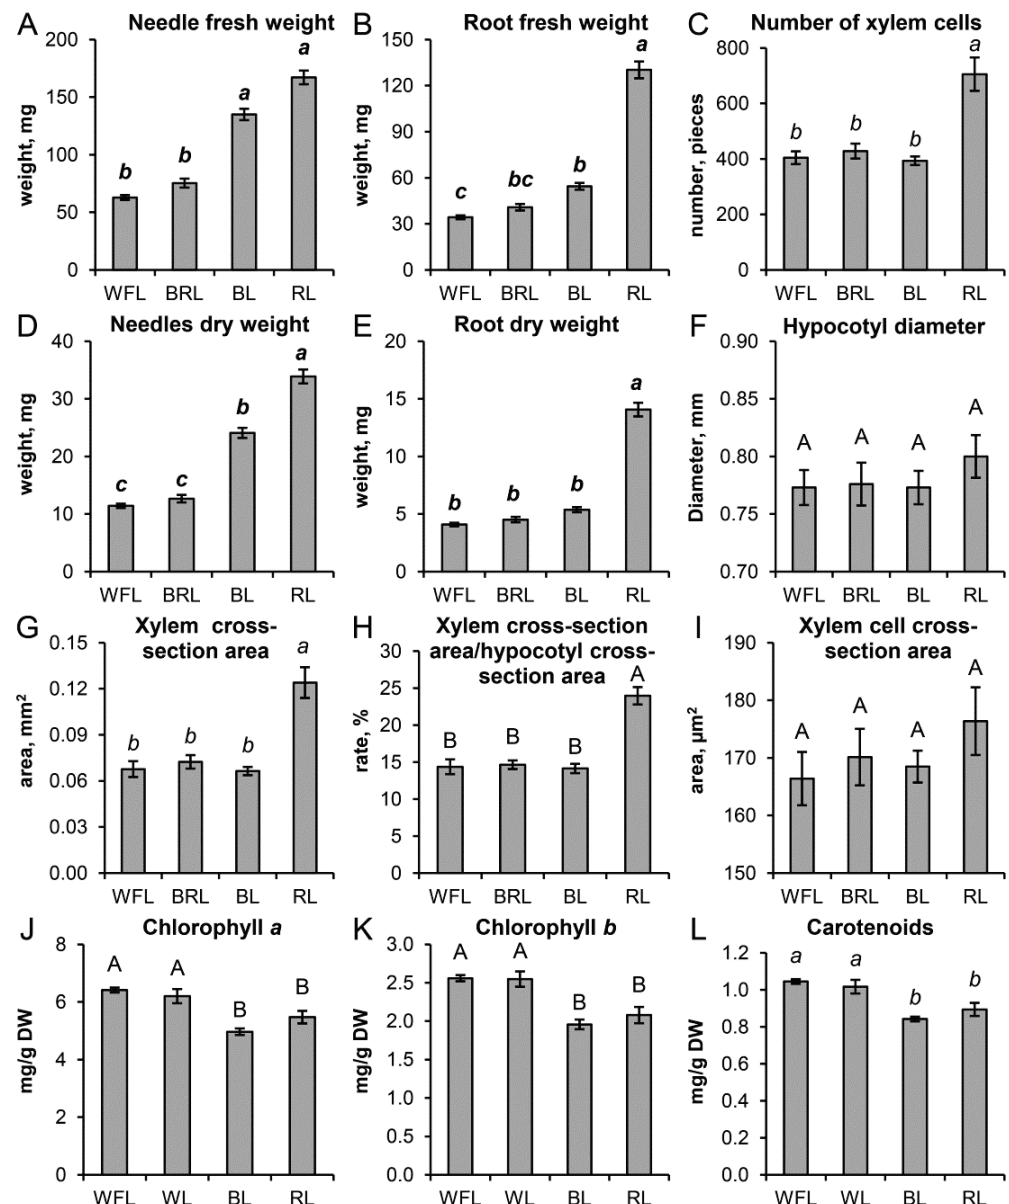 A Needle fresh weight
weight, mg
200
150
100
50
0
b b a a
WFL BRL BL RL
B Root fresh weight
weight, mg
150
120
90
60
30
0
c bc b a
WFL BRL BL RL
C Number of xylem cells
number, pieces
800
600
400
200
0
b b b a
WFL BRL BL RL
D Needles dry weight
weight, mg
40
30
20
10
0
c c b a
WFL BRL BL RL
E Root dry weight
weight, mg
20
15
10
5
0
b b b a
WFL BRL BL RL
F Hypocotyl diameter
Diameter, mm
0.90
0.85
0.80
0.75
0.70
A A A A
WFL BRL BL RL
G Xylem cross-
section area
area, mm²
0.15
0.12
0.09
0.06
0.03
0.00
b b b a
WFL BRL BL RL
H Xylem cross-section
area/hypocotyl cross-
section area
rate, %
30
25
20
15
10
5
0
B B B A
WFL BRL BL RL
I Xylem cell cross-
section area
area, µm²
190
180
170
160
150
A A A A
WFL BRL BL RL
J Chlorophyll a
mg/g DW
8
6
4
2
0
A A B B
WFL WL BL RL
K Chlorophyll b
mg/g DW
3.0
2.5
2.0
1.5
1.0
0.5
0.0
A A B B
WFL WL BL RL
L Carotenoids
mg/g DW
1.2
1.0
0.8
0.6
0.4
0.2
0.0
a a b b
WFL WL BL RL